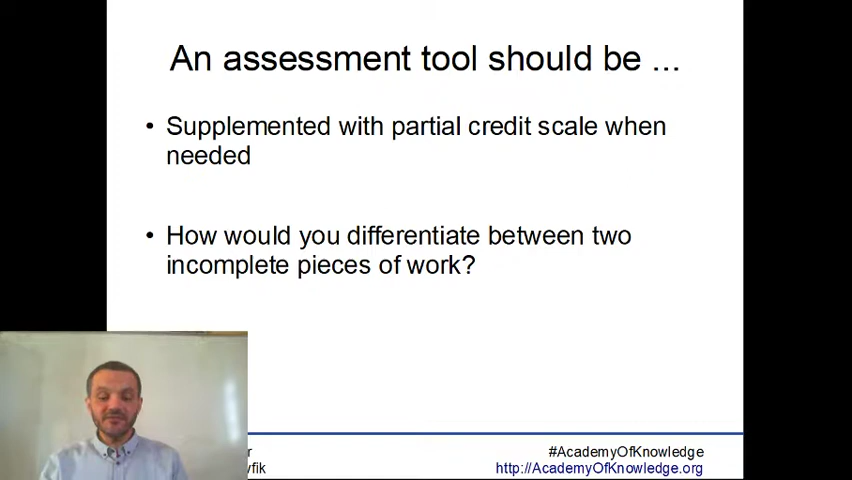 An assessment tool should be ...
• Supplemented with partial credit scale when
needed
• How would you differentiate between two
incomplete pieces of work?
#AcademyOfKnowledge
http://AcademyOfKnowledge.org